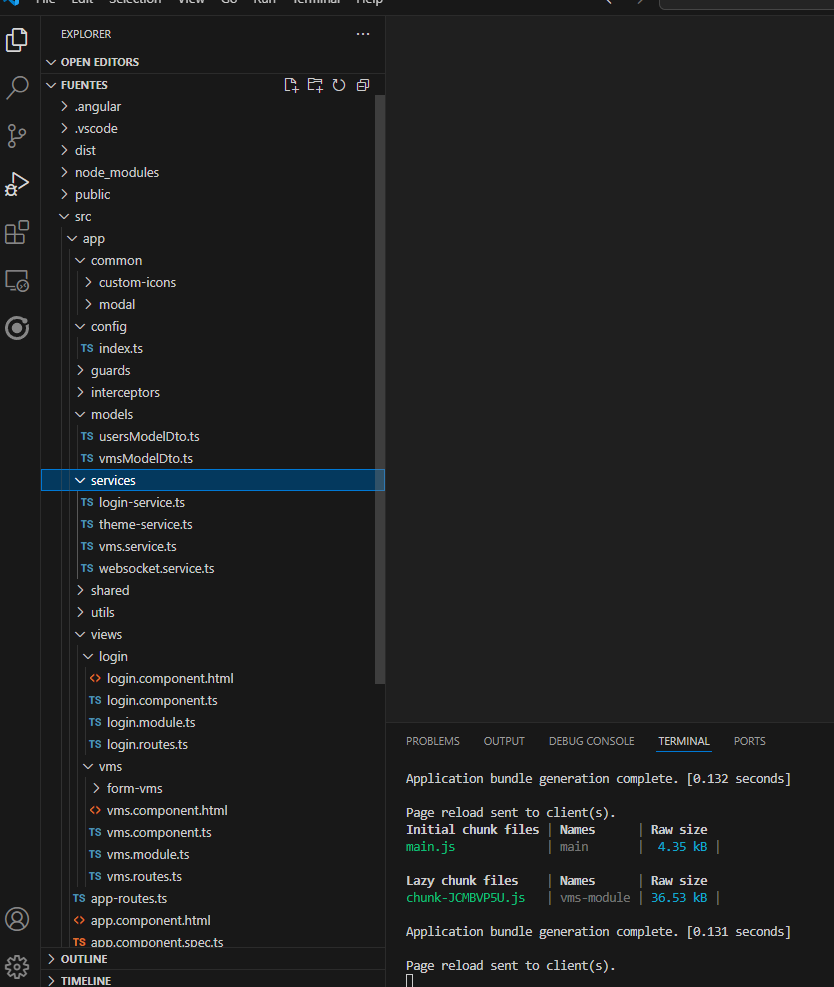 File Edit Selection View Go Run Terminal Help
EXPLORER
OPEN EDITORS
FUENTES
.angular
.vscode
dist
node_modules
public
src
app
common
custom-icons
modal
config
TS index.ts
guards
interceptors
models
TS usersModelDto.ts
TS vmsModelDto.ts
services
TS login-service.ts
TS theme-service.ts
TS vms.service.ts
TS websocket.service.ts
shared
utils
views
login
<> login.component.html
TS login.component.ts
TS login.module.ts
TS login.routes.ts
vms
form-vms
<> vms.component.html
TS vms.component.ts
TS vms.module.ts
TS vms.routes.ts
TS app-routes.ts
<> app.component.html
TS app.component.spec.ts
OUTLINE
TIMELINE
PROBLEMS OUTPUT DEBUG CONSOLE TERMINAL PORTS
Application bundle generation complete. [0.132 seconds]
Page reload sent to client(s).
Initial chunk files | Names | Raw size
main.js | main | 4.35 kB |
Lazy chunk files | Names | Raw size
chunk-JCMBVP5U.js | vms-module | 36.53 kB |
Application bundle generation complete. [0.131 seconds]
Page reload sent to client(s).